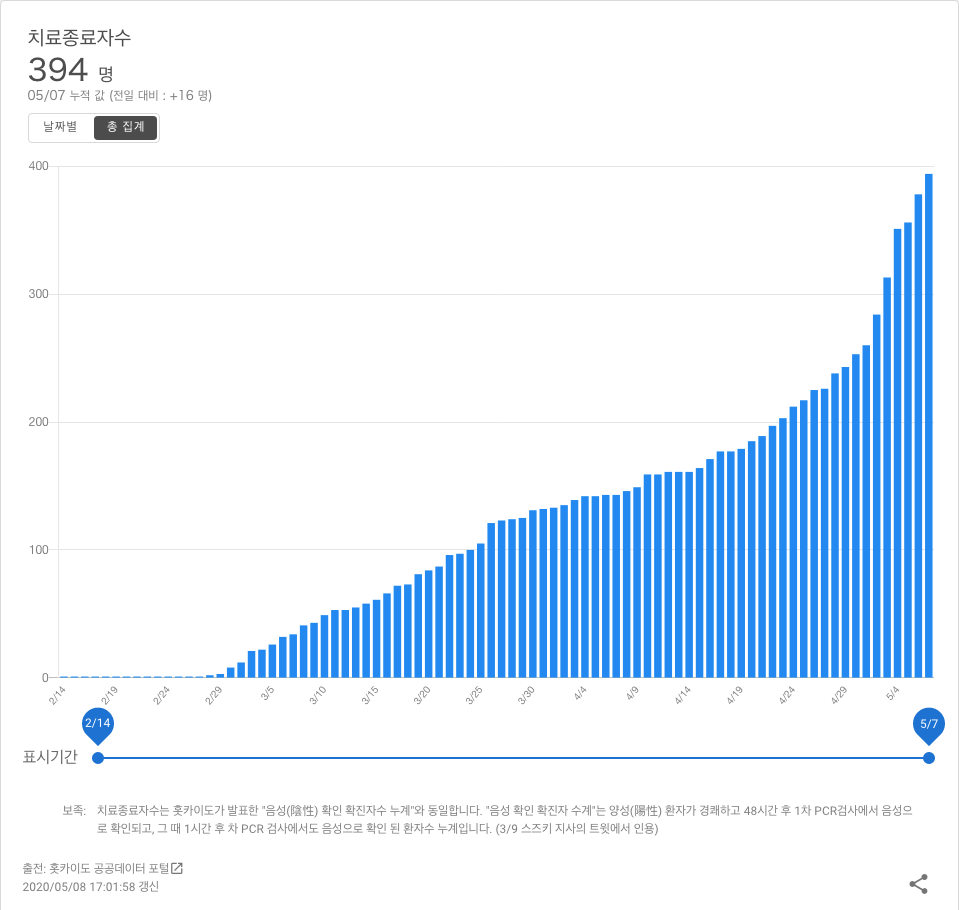 치료종료자수
394 명
05/07 누적 값 (전일 대비 : +16 명)
날짜별 총 집계
400
300
200
100
0
2/14 2/19 2/24 2/29 3/5 3/10 3/15 3/20 3/25 3/30 4/4 4/9 4/14 4/19 4/24 4/29 5/4
2/14 5/7
표시기간
보족: 치료종료자수는 홋카이도가 발표한 "음성(陰性) 확인 확진자수 누계"와 동일합니다. "음성 확인 확진자 수계"는 양성(陽性) 환자가 경쾌하고 48시간 후 1차 PCR검사에서 음성으
로 확인되고, 그 때 1시간 후 차 PCR 검사에서도 음성으로 확인 된 환자수 누계입니다. (3/9 스즈키 지사의 트윗에서 인용)
출전: 홋카이도 공공데이터 포털
2020/05/08 17:01:58 갱신